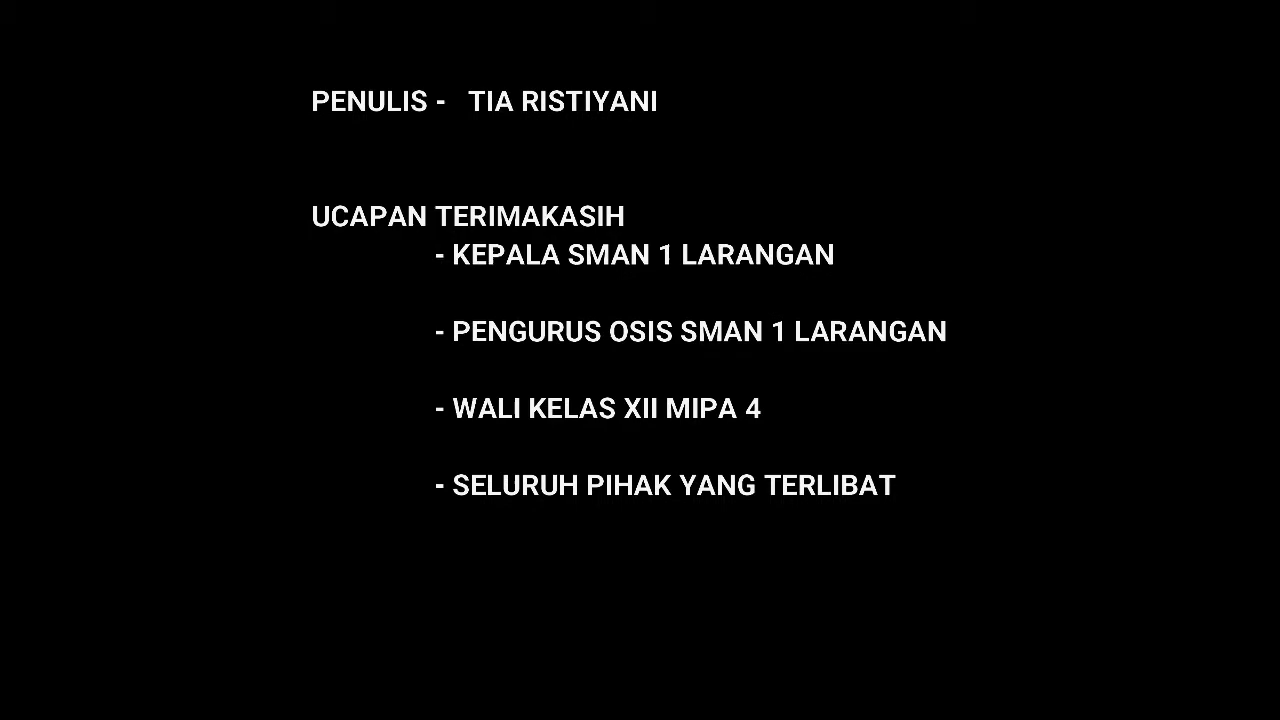 PENULIS - TIA RISTIYANI
UCAPAN TERIMAKASIH
- KEPALA SMAN 1 LARANGAN
- PENGURUS OSIS SMAN 1 LARANGAN
- WALI KELAS XII MIPA 4
- SELURUH PIHAK YANG TERLIBAT